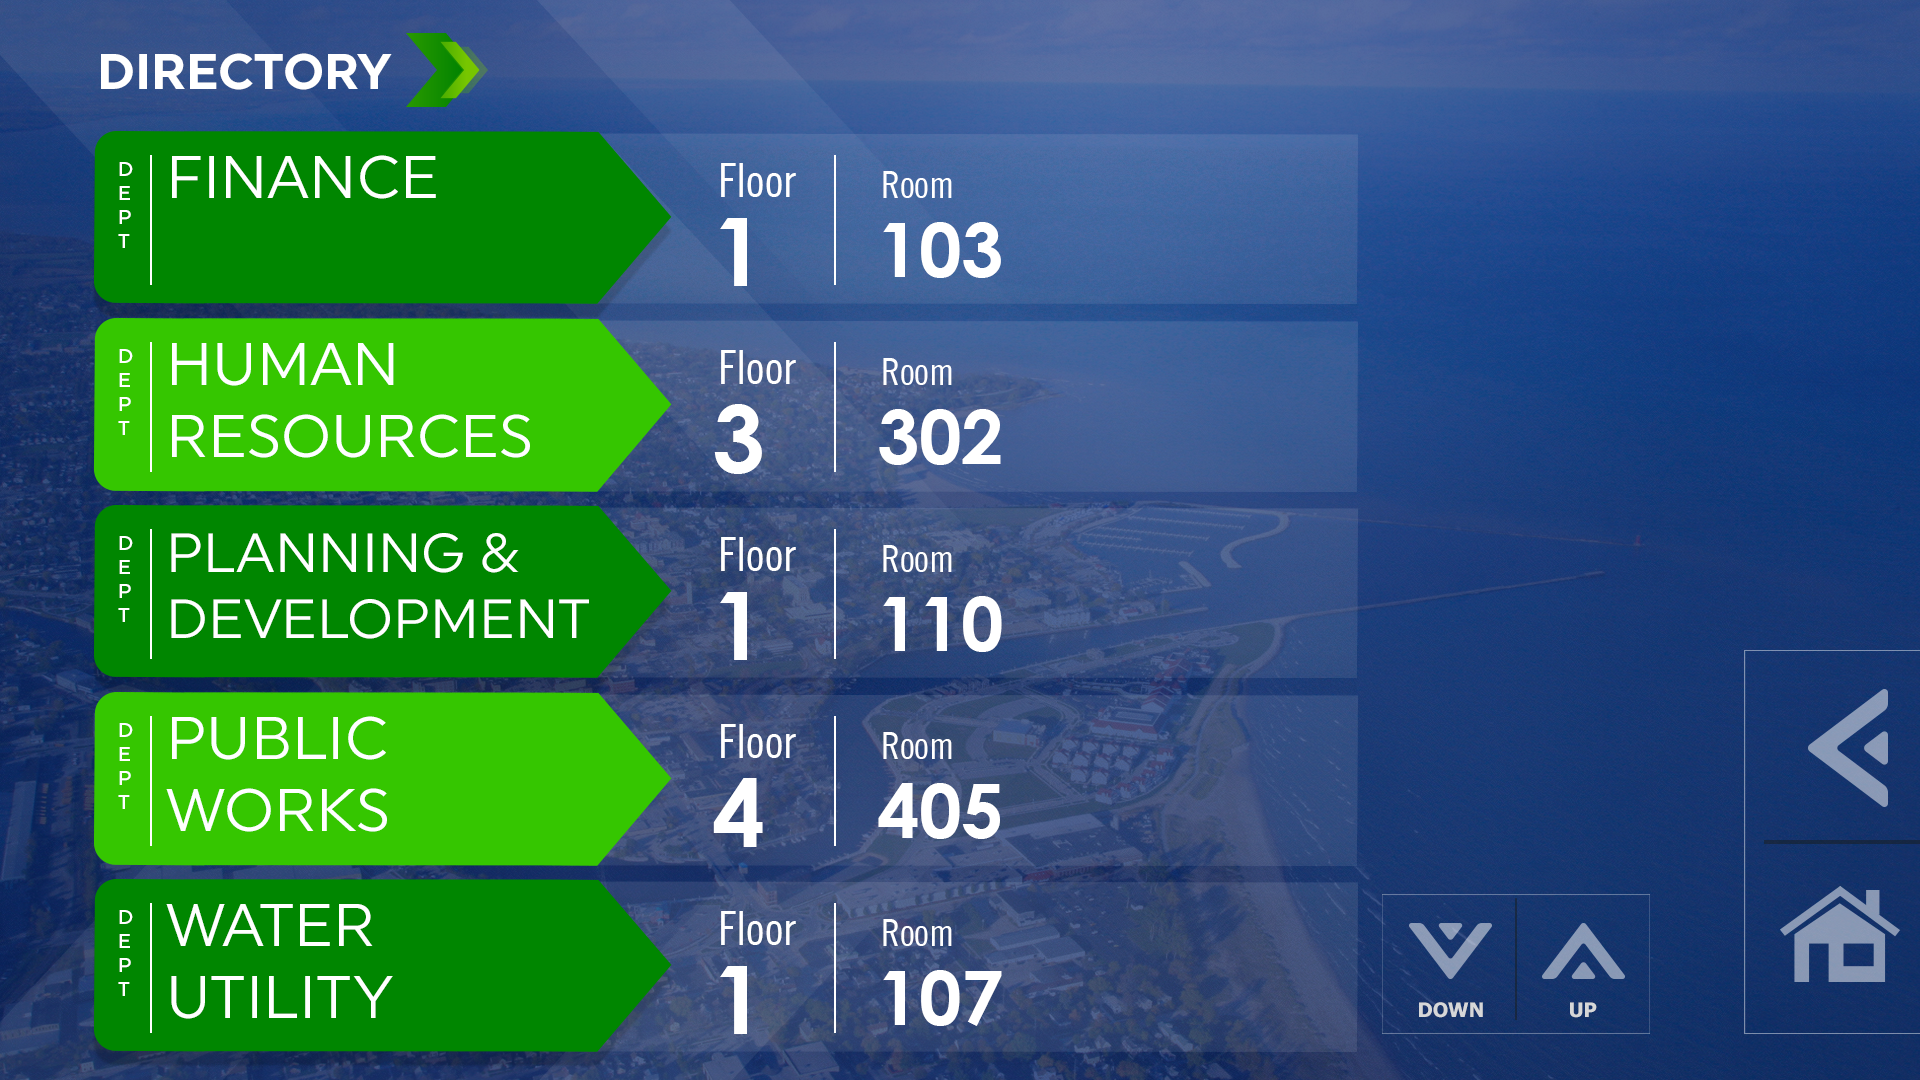 DIRECTORY
DEPT
FINANCE
Floor
1
Room
103
DEPT
HUMAN
RESOURCES
Floor
3
Room
302
DEPT
PLANNING &
DEVELOPMENT
Floor
1
Room
110
DEPT
PUBLIC
WORKS
Floor
4
Room
405
DEPT
WATER
UTILITY
Floor
1
Room
107
DOWN
UP